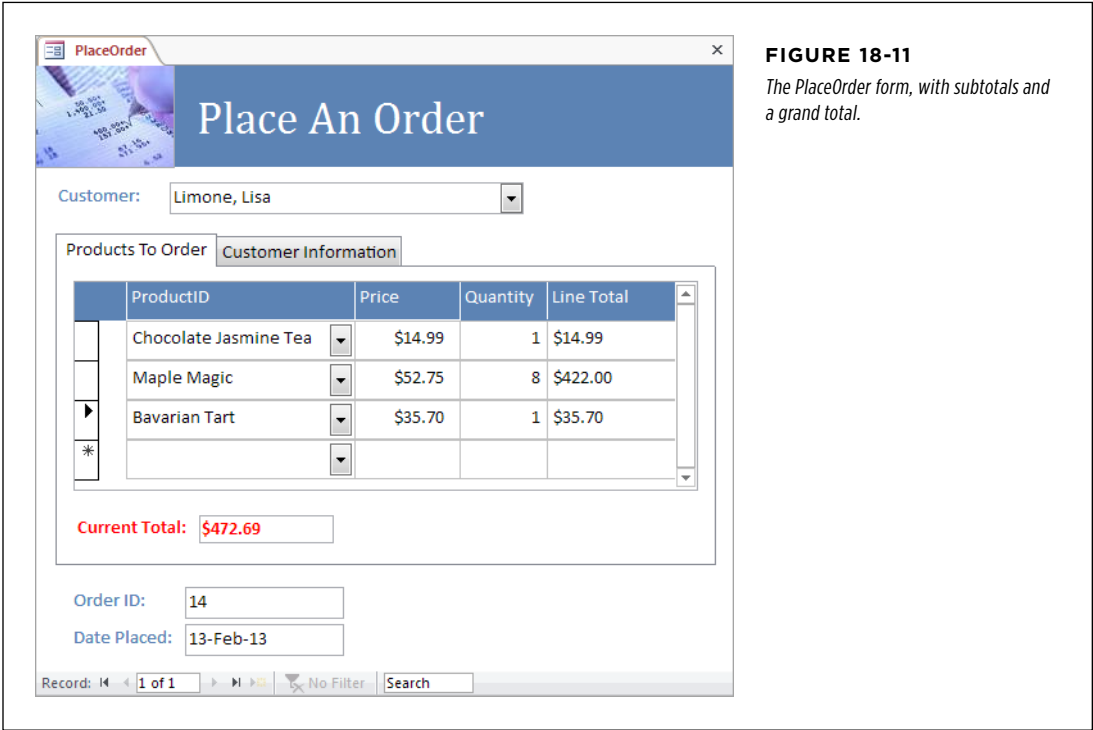 PlaceOrder
Place An Order
Customer: Limone, Lisa
Products To Order Customer Information
ProductID Price Quantity Line Total
Chocolate Jasmine Tea $14.99 1 $14.99
Maple Magic $52.75 8 $422.00
Bavarian Tart $35.70 1 $35.70
Current Total: $472.69
Order ID: 14
Date Placed: 13-Feb-13
Record: 1 of 1 No Filter Search
FIGURE 18-11
The PlaceOrder form, with subtotals and
a grand total.